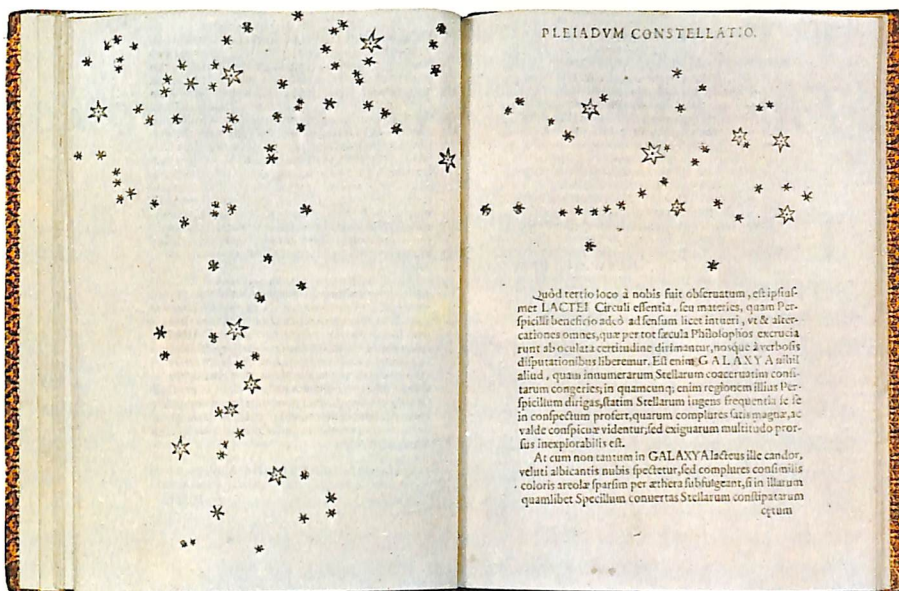 PLEIADVM CONSTELLATIO.
Quòd tertio loco à nobis fuit obseruatum, est ipsius-
met LACTEI Circuli essentia, seu materies, quam Per-
spicilli beneficio adeò ad sensum licet intueri, vt & alter-
cationes omnes, quæ per tot sæcula Philosophos excrucia
runt ab oculata certitudine dirimantur, nosque à verbosis
disputationibus liberemur. Est enim GALAXYA nihil
aliud, quam innumerarum Stellarum coaceruatim consi-
tarum congeries; in quamcunq; enim regionem illius Per-
spicillum dirigas, statim Stellarum ingens frequentia se se
in conspectum profert, quarum complures satis magnæ, ac
valde conspicuæ videntur; sed exiguarum multitudo pror-
sus inexplorabilis est.
At cum non tantum in GALAXYA lacteus ille candor,
veluti albicantis nubis spectetur, sed complures consimilis
coloris areolæ sparsim per æthera subfulgeant, si in illarum
quamlibet Specillum conuertas Stellarum constipatarum
cętum